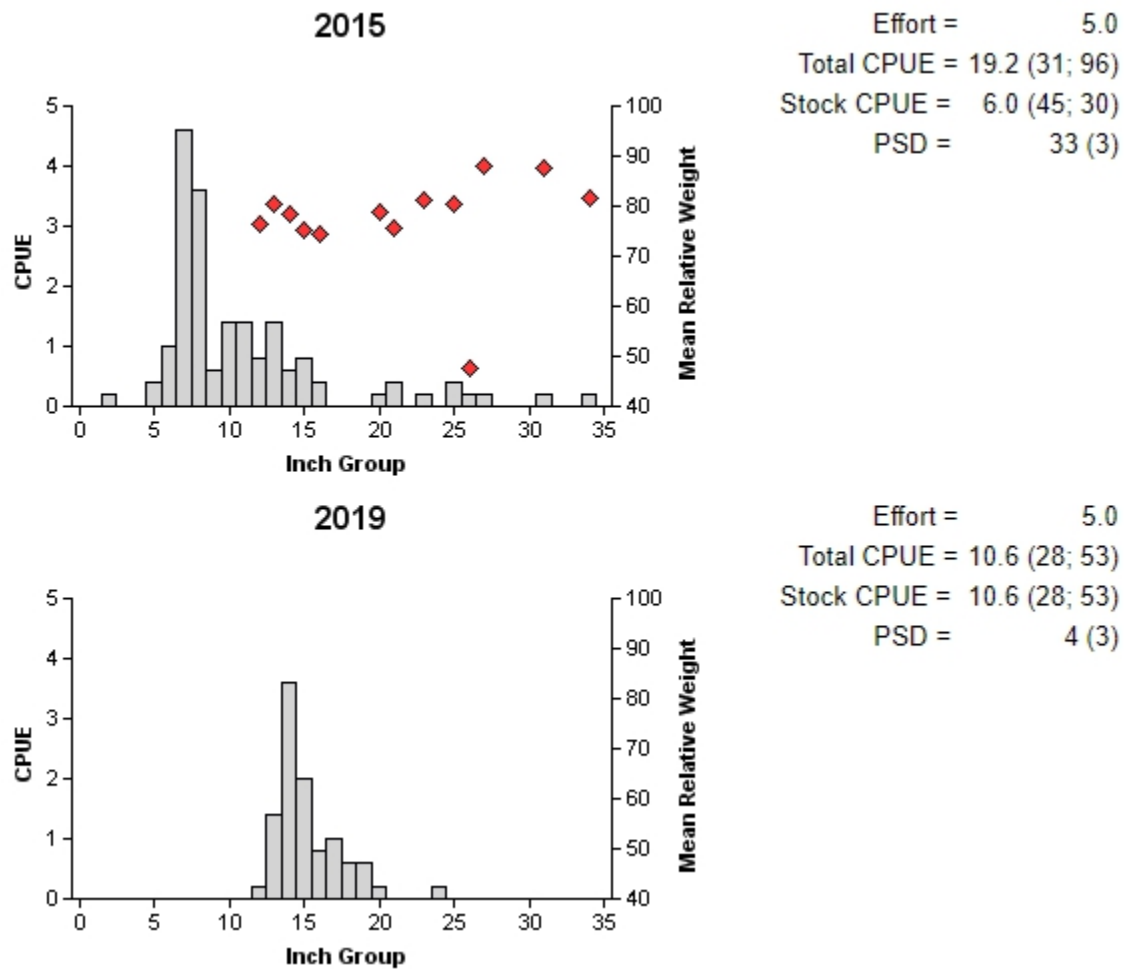 2015
Effort = 5.0
Total CPUE = 19.2 (31; 96)
Stock CPUE = 6.0 (45; 30)
PSD = 33 (3)
5
4
3
2
1
0
CPUE
100
90
80
70
60
50
40
Mean Relative Weight
0 5 10 15 20 25 30 35
Inch Group
2019
Effort = 5.0
Total CPUE = 10.6 (28; 53)
Stock CPUE = 10.6 (28; 53)
PSD = 4 (3)
5
4
3
2
1
0
CPUE
100
90
80
70
60
50
40
Mean Relative Weight
0 5 10 15 20 25 30 35
Inch Group